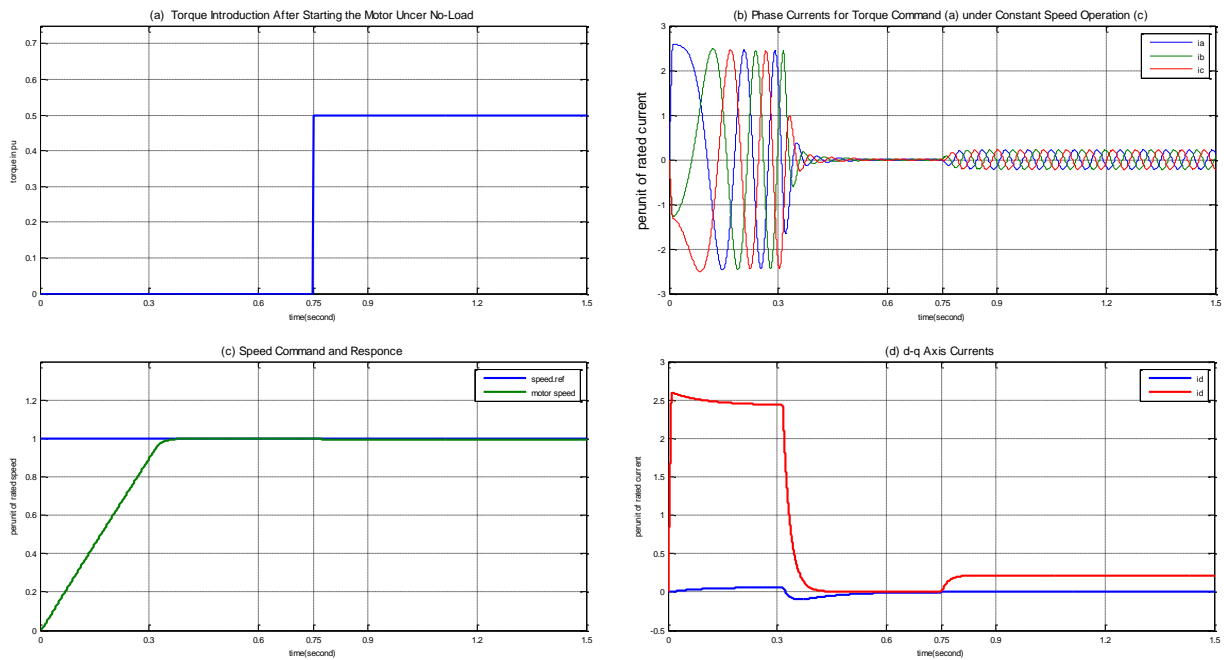 (a) Torque Introduction After Starting the Motor Uncer No-Load
0.7
0.6
0.5
0.4
0.3
0.2
0.1
0
torque in pu
0 0.3 0.6 0.75 0.9 1.2 1.5
time(second)
(b) Phase Currents for Torque Command (a) under Constant Speed Operation (c)
3
2
1
0
-1
-2
-3
perunit of rated current
ia
ib
ic
0 0.3 0.6 0.75 0.9 1.2 1.5
time(second)
(c) Speed Command and Responce
1.2
1
0.8
0.6
0.4
0.2
0
perunit of rated speed
speed.ref
motor speed
0 0.3 0.6 0.75 0.9 1.2 1.5
time(second)
(d) d-q Axis Currents
3
2.5
2
1.5
1
0.5
0
-0.5
perunit of rated current
id
id
0 0.3 0.6 0.75 0.9 1.2 1.5
time(second)